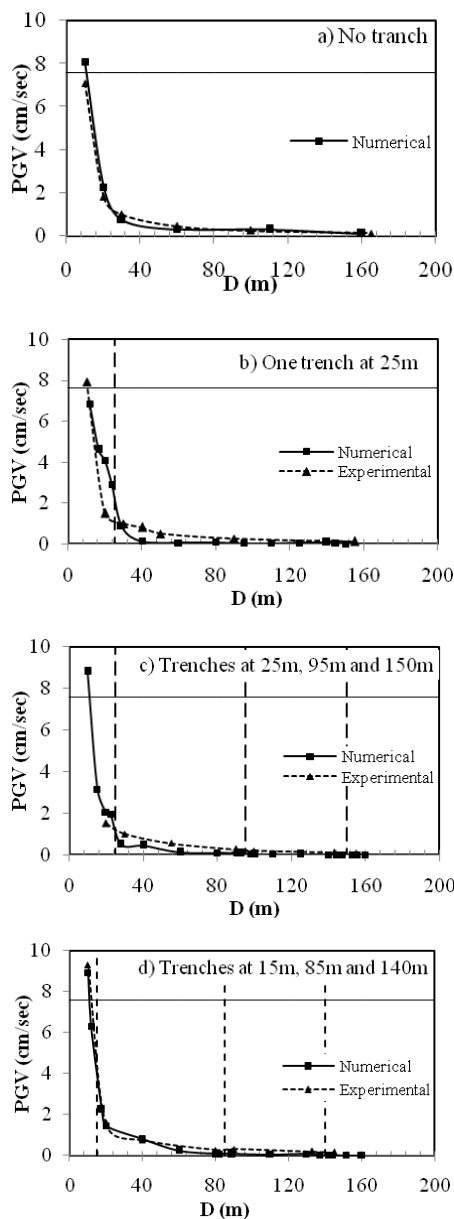 a) No tranch
PGV (cm/sec)
10
8
6
4
2
0
Numerical
0 40 80 120 160 200
D (m)
b) One trench at 25m
PGV (cm/sec)
10
8
6
4
2
0
Numerical
Experimental
0 40 80 120 160 200
D (m)
c) Trenches at 25m, 95m and 150m
PGV (cm/sec)
10
8
6
4
2
0
Numerical
Experimental
0 40 80 120 160 200
D (m)
d) Trenches at 15m, 85m and 140m
PGV (cm/sec)
10
8
6
4
2
0
Numerical
Experimental
0 40 80 120 160 200
D (m)